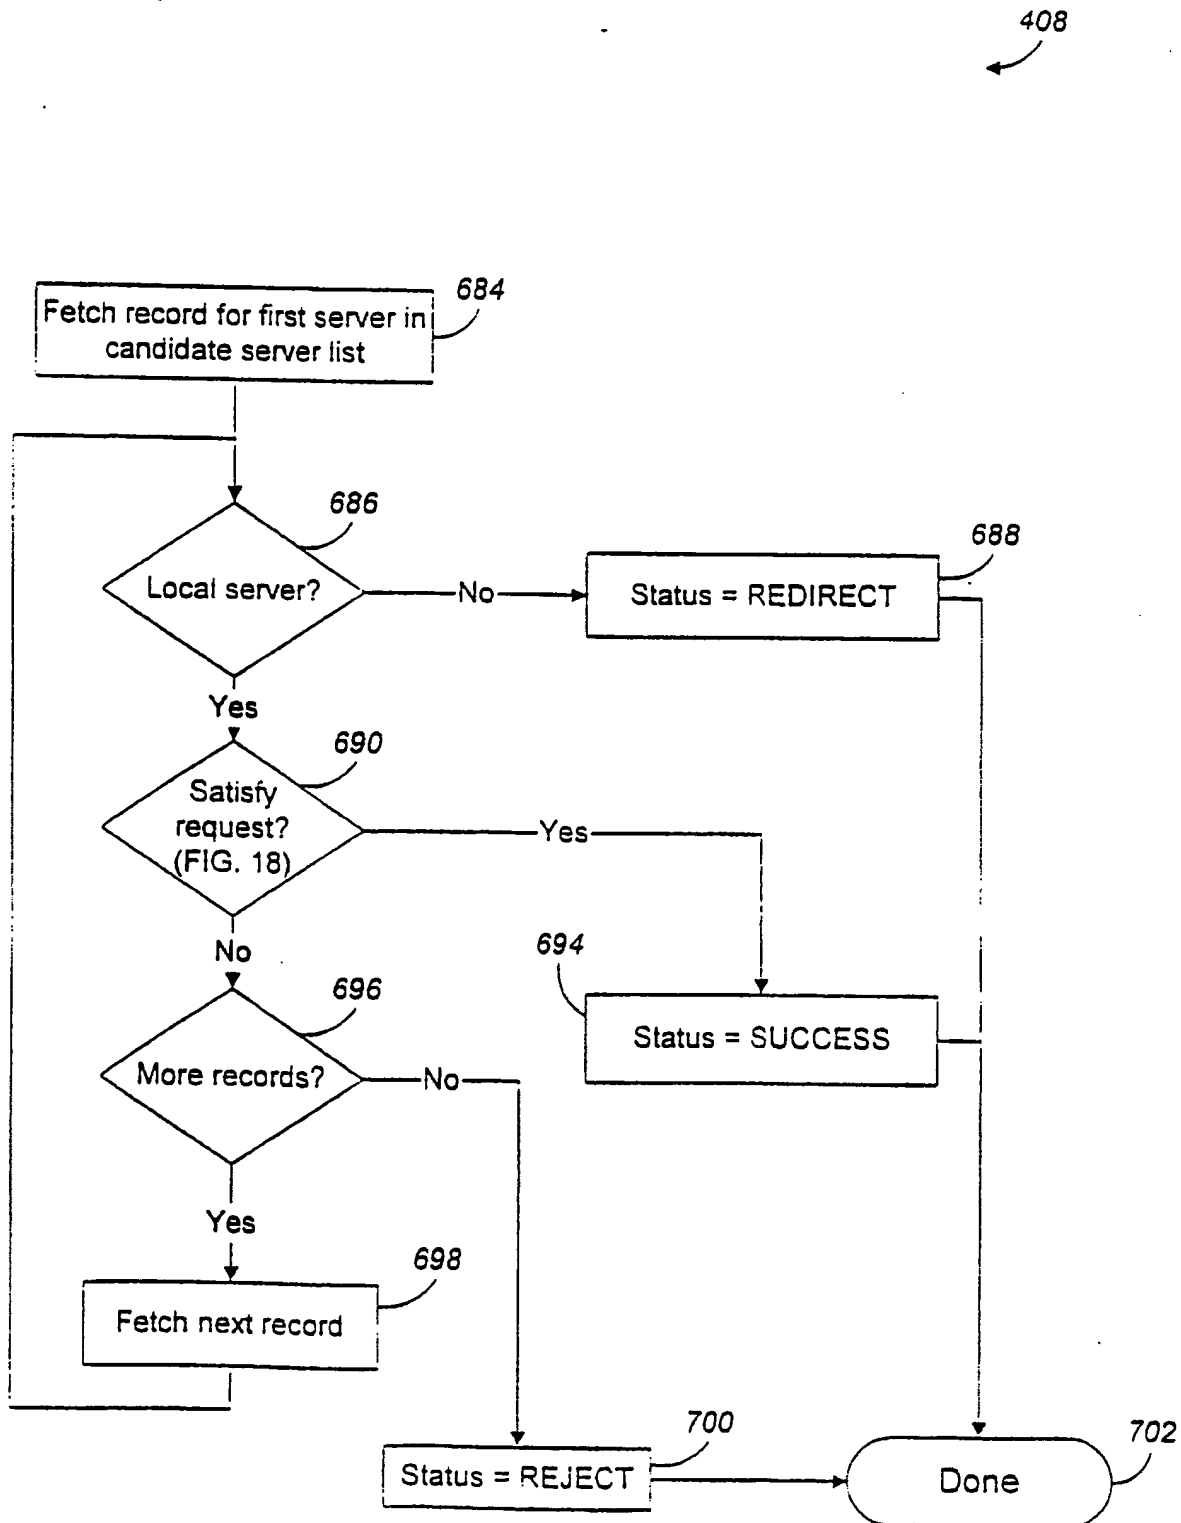 408
684
Fetch record for first server in
candidate server list
686
Local server?
No
688
Status = REDIRECT
Yes
690
Satisfy
request?
(FIG. 18)
Yes
No
694
Status = SUCCESS
696
More records?
No
Yes
698
Fetch next record
700
Status = REJECT
702
Done